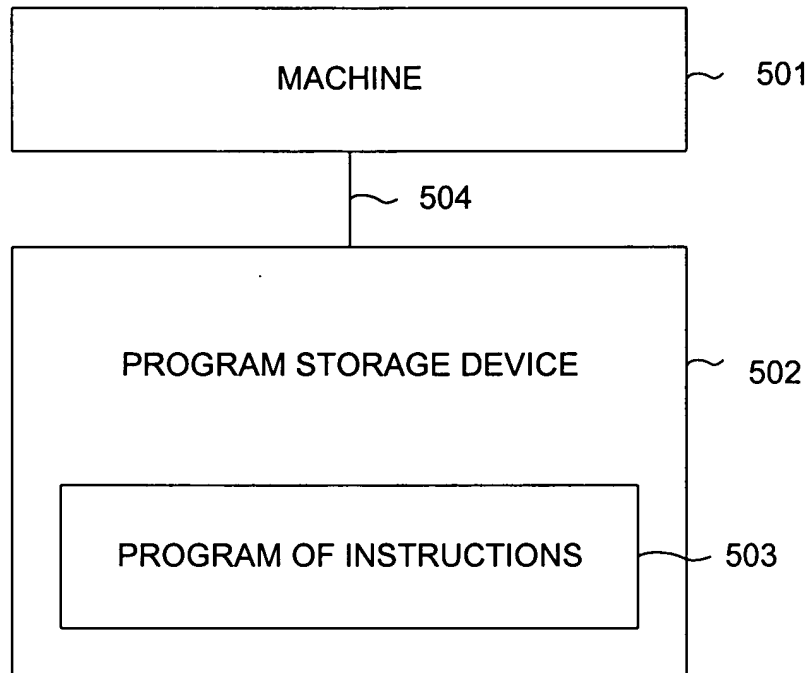 MACHINE
501
504
PROGRAM STORAGE DEVICE
502
PROGRAM OF INSTRUCTIONS
503